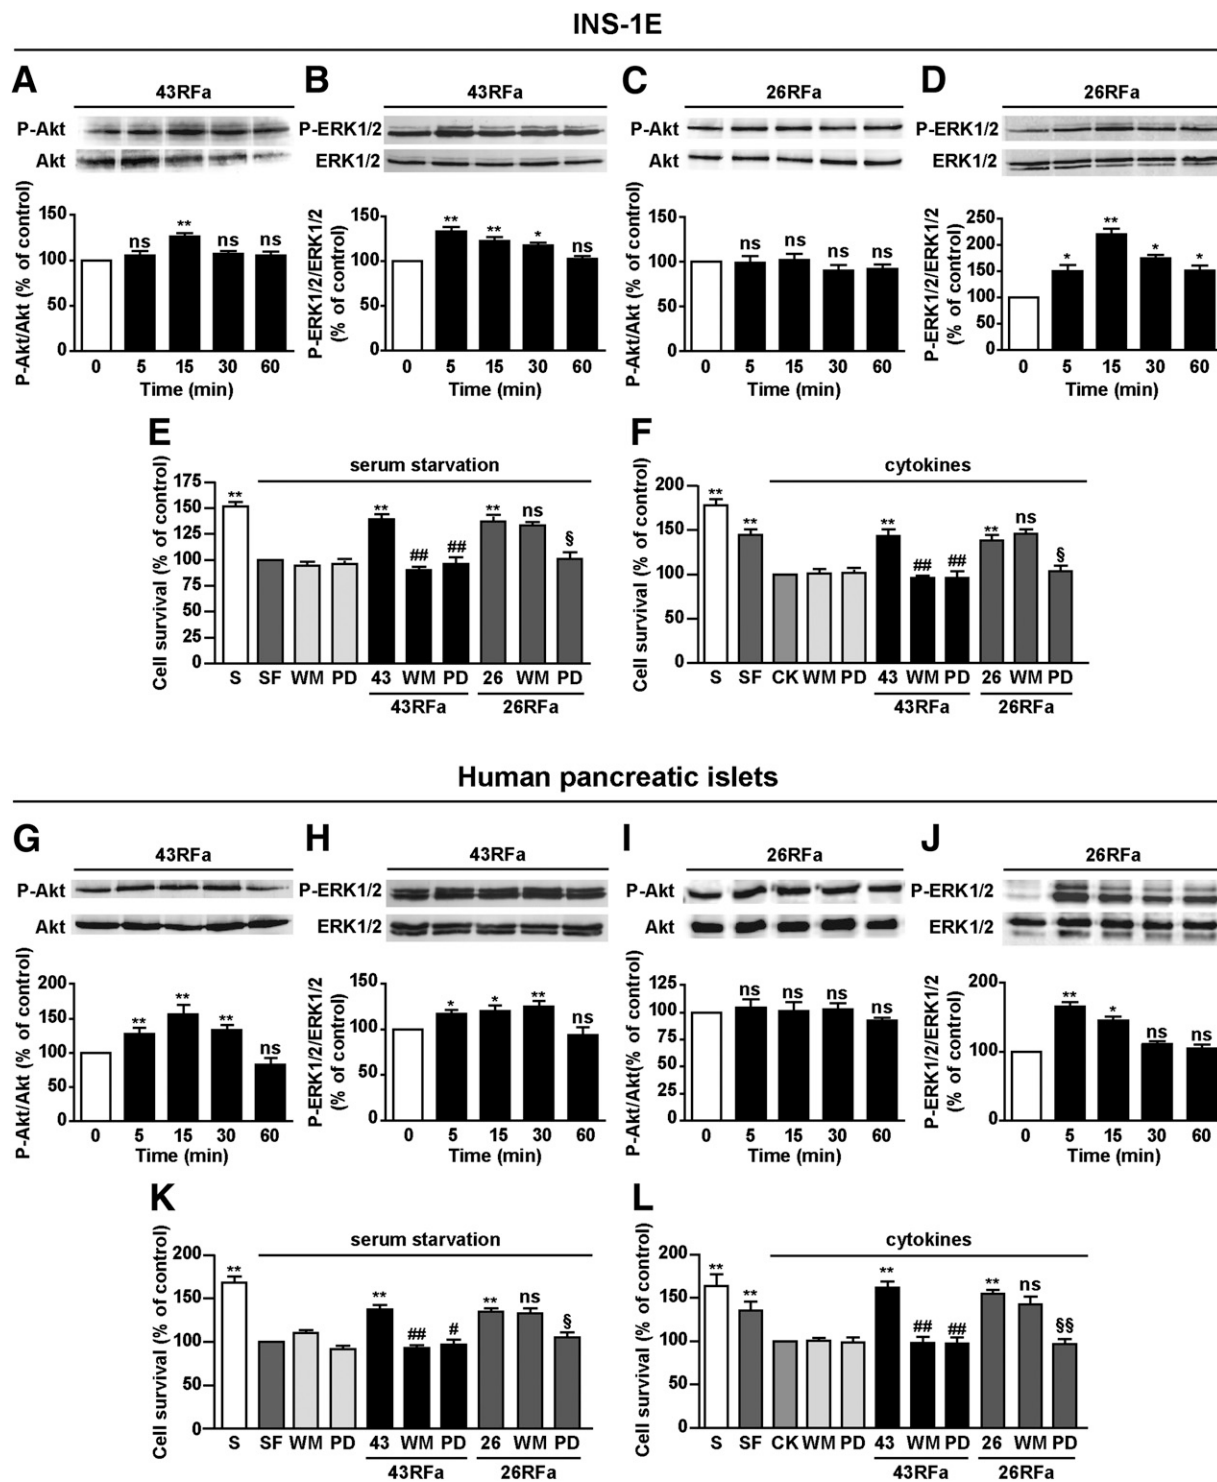 INS-1E
A
43RFa
P-Akt
Akt
P-Akt/Akt (% of control)
150
100
50
0
ns
**
ns
ns
0 5 15 30 60
Time (min)
B
43RFa
P-ERK1/2
ERK1/2
P-ERK1/2/ERK1/2
(% of control)
150
100
50
0
**
**
*
ns
0 5 15 30 60
Time (min)
C
26RFa
P-Akt
Akt
P-Akt/Akt (% of control)
150
100
50
0
ns
ns
ns
ns
0 5 15 30 60
Time (min)
D
26RFa
P-ERK1/2
ERK1/2
P-ERK1/2/ERK1/2
(% of control)
250
200
150
100
50
0
*
**
*
*
0 5 15 30 60
Time (min)
E
serum starvation
Cell survival (% of control)
175
150
125
100
75
50
25
0
**
**
##
##
**
ns
§
S SF WM PD 43 WM PD 26 WM PD
43RFa 26RFa
F
cytokines
Cell survival (% of control)
200
150
100
50
0
**
**
**
##
##
**
ns
§
S SF CK WM PD 43 WM PD 26 WM PD
43RFa 26RFa
Human pancreatic islets
G
43RFa
P-Akt
Akt
P-Akt/Akt (% of control)
200
150
100
50
0
**
**
**
ns
0 5 15 30 60
Time (min)
H
43RFa
P-ERK1/2
ERK1/2
P-ERK1/2/ERK1/2
(% of control)
150
100
50
0
*
*
**
ns
0 5 15 30 60
Time (min)
I
26RFa
P-Akt
Akt
P-Akt/Akt(% of control)
125
100
75
50
25
0
ns
ns
ns
ns
0 5 15 30 60
Time (min)
J
26RFa
P-ERK1/2
ERK1/2
P-ERK1/2/ERK1/2
(% of control)
200
100
0
**
*
ns
ns
0 5 15 30 60
Time (min)
K
serum starvation
Cell survival (% of control)
200
150
100
50
0
**
**
##
#
**
ns
§
S SF WM PD 43 WM PD 26 WM PD
43RFa 26RFa
L
cytokines
Cell survival (% of control)
200
150
100
50
0
**
**
**
##
##
**
ns
§§
S SF CK WM PD 43 WM PD 26 WM PD
43RFa 26RFa